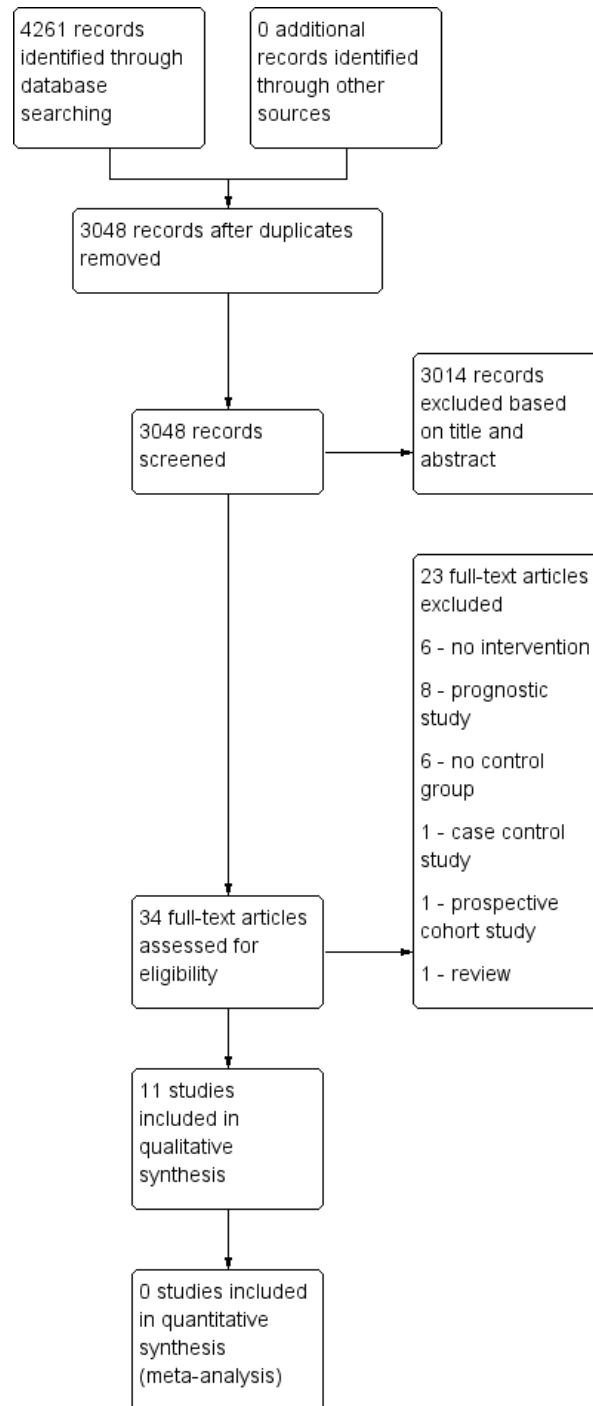 4261 records
identified through
database
searching
0 additional
records identified
through other
sources
3048 records after duplicates
removed
3048 records
screened
3014 records
excluded based
on title and
abstract
23 full-text articles
excluded
6 - no intervention
8 - prognostic
study
6 - no control
group
1 - case control
study
1 - prospective
cohort study
1 - review
34 full-text articles
assessed for
eligibility
11 studies
included in
qualitative
synthesis
0 studies included
in quantitative
synthesis
(meta-analysis)